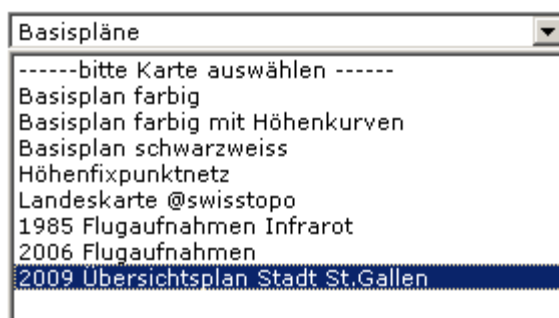 Basispläne
------bitte Karte auswählen ------
Basisplan farbig
Basisplan farbig mit Höhenkurven
Basisplan schwarzweiss
Höhenfixpunktnetz
Landeskarte @swisstopo
1985 Flugaufnahmen Infrarot
2006 Flugaufnahmen
2009 Übersichtsplan Stadt St.Gallen